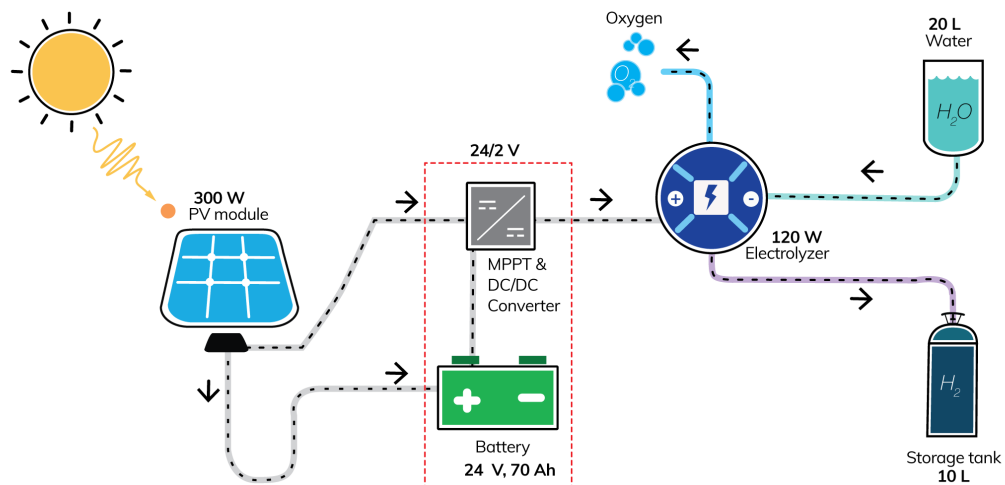 Oxygen
20 L
Water
H₂O
24/2 V
300 W
PV module
+
-
120 W
Electrolyzer
MPPT &
DC/DC
Converter
+
−
H₂
Battery
24 V, 70 Ah
Storage tank
10 L